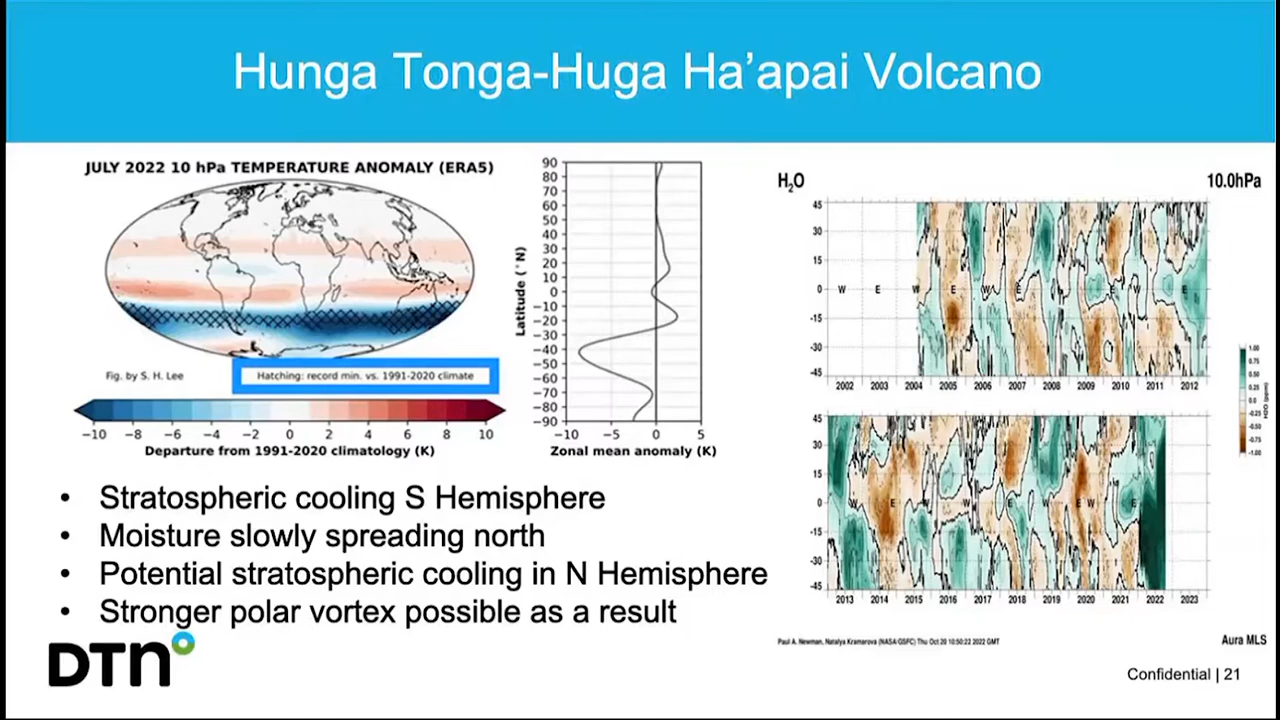 Hunga Tonga-Huga Ha’apai Volcano
JULY 2022 10 hPa TEMPERATURE ANOMALY (ERA5)
Fig. by S. H. Lee
Hatching: record min. vs. 1991-2020 climate
−10 −8 −6 −4 −2 0 2 4 6 8 10
Departure from 1991-2020 climatology (K)
Latitude (°N)
90
80
70
60
50
40
30
20
10
0
−10
−20
−30
−40
−50
−60
−70
−80
−90
−10 −5 0 5
Zonal mean anomaly (K)
H₂O 10.0hPa
45
30
15
0
-15
-30
-45
W E W E W E E W E
2002 2003 2004 2005 2006 2007 2008 2009 2010 2011 2012
45
30
15
0
-15
-30
-45
W E W W E W E W E
2013 2014 2015 2016 2017 2018 2019 2020 2021 2022 2023
1.00
0.75
0.50
0.25
0.0
-0.25
-0.50
-0.75
-1.00
H2O (ppm)
Paul A. Newman, Natalya Kramarova (NASA/GSFC) Thu Oct 20 10:50:22 2022 GMT
Aura MLS
• Stratospheric cooling S Hemisphere
• Moisture slowly spreading north
• Potential stratospheric cooling in N Hemisphere
• Stronger polar vortex possible as a result
DTN
Confidential | 21